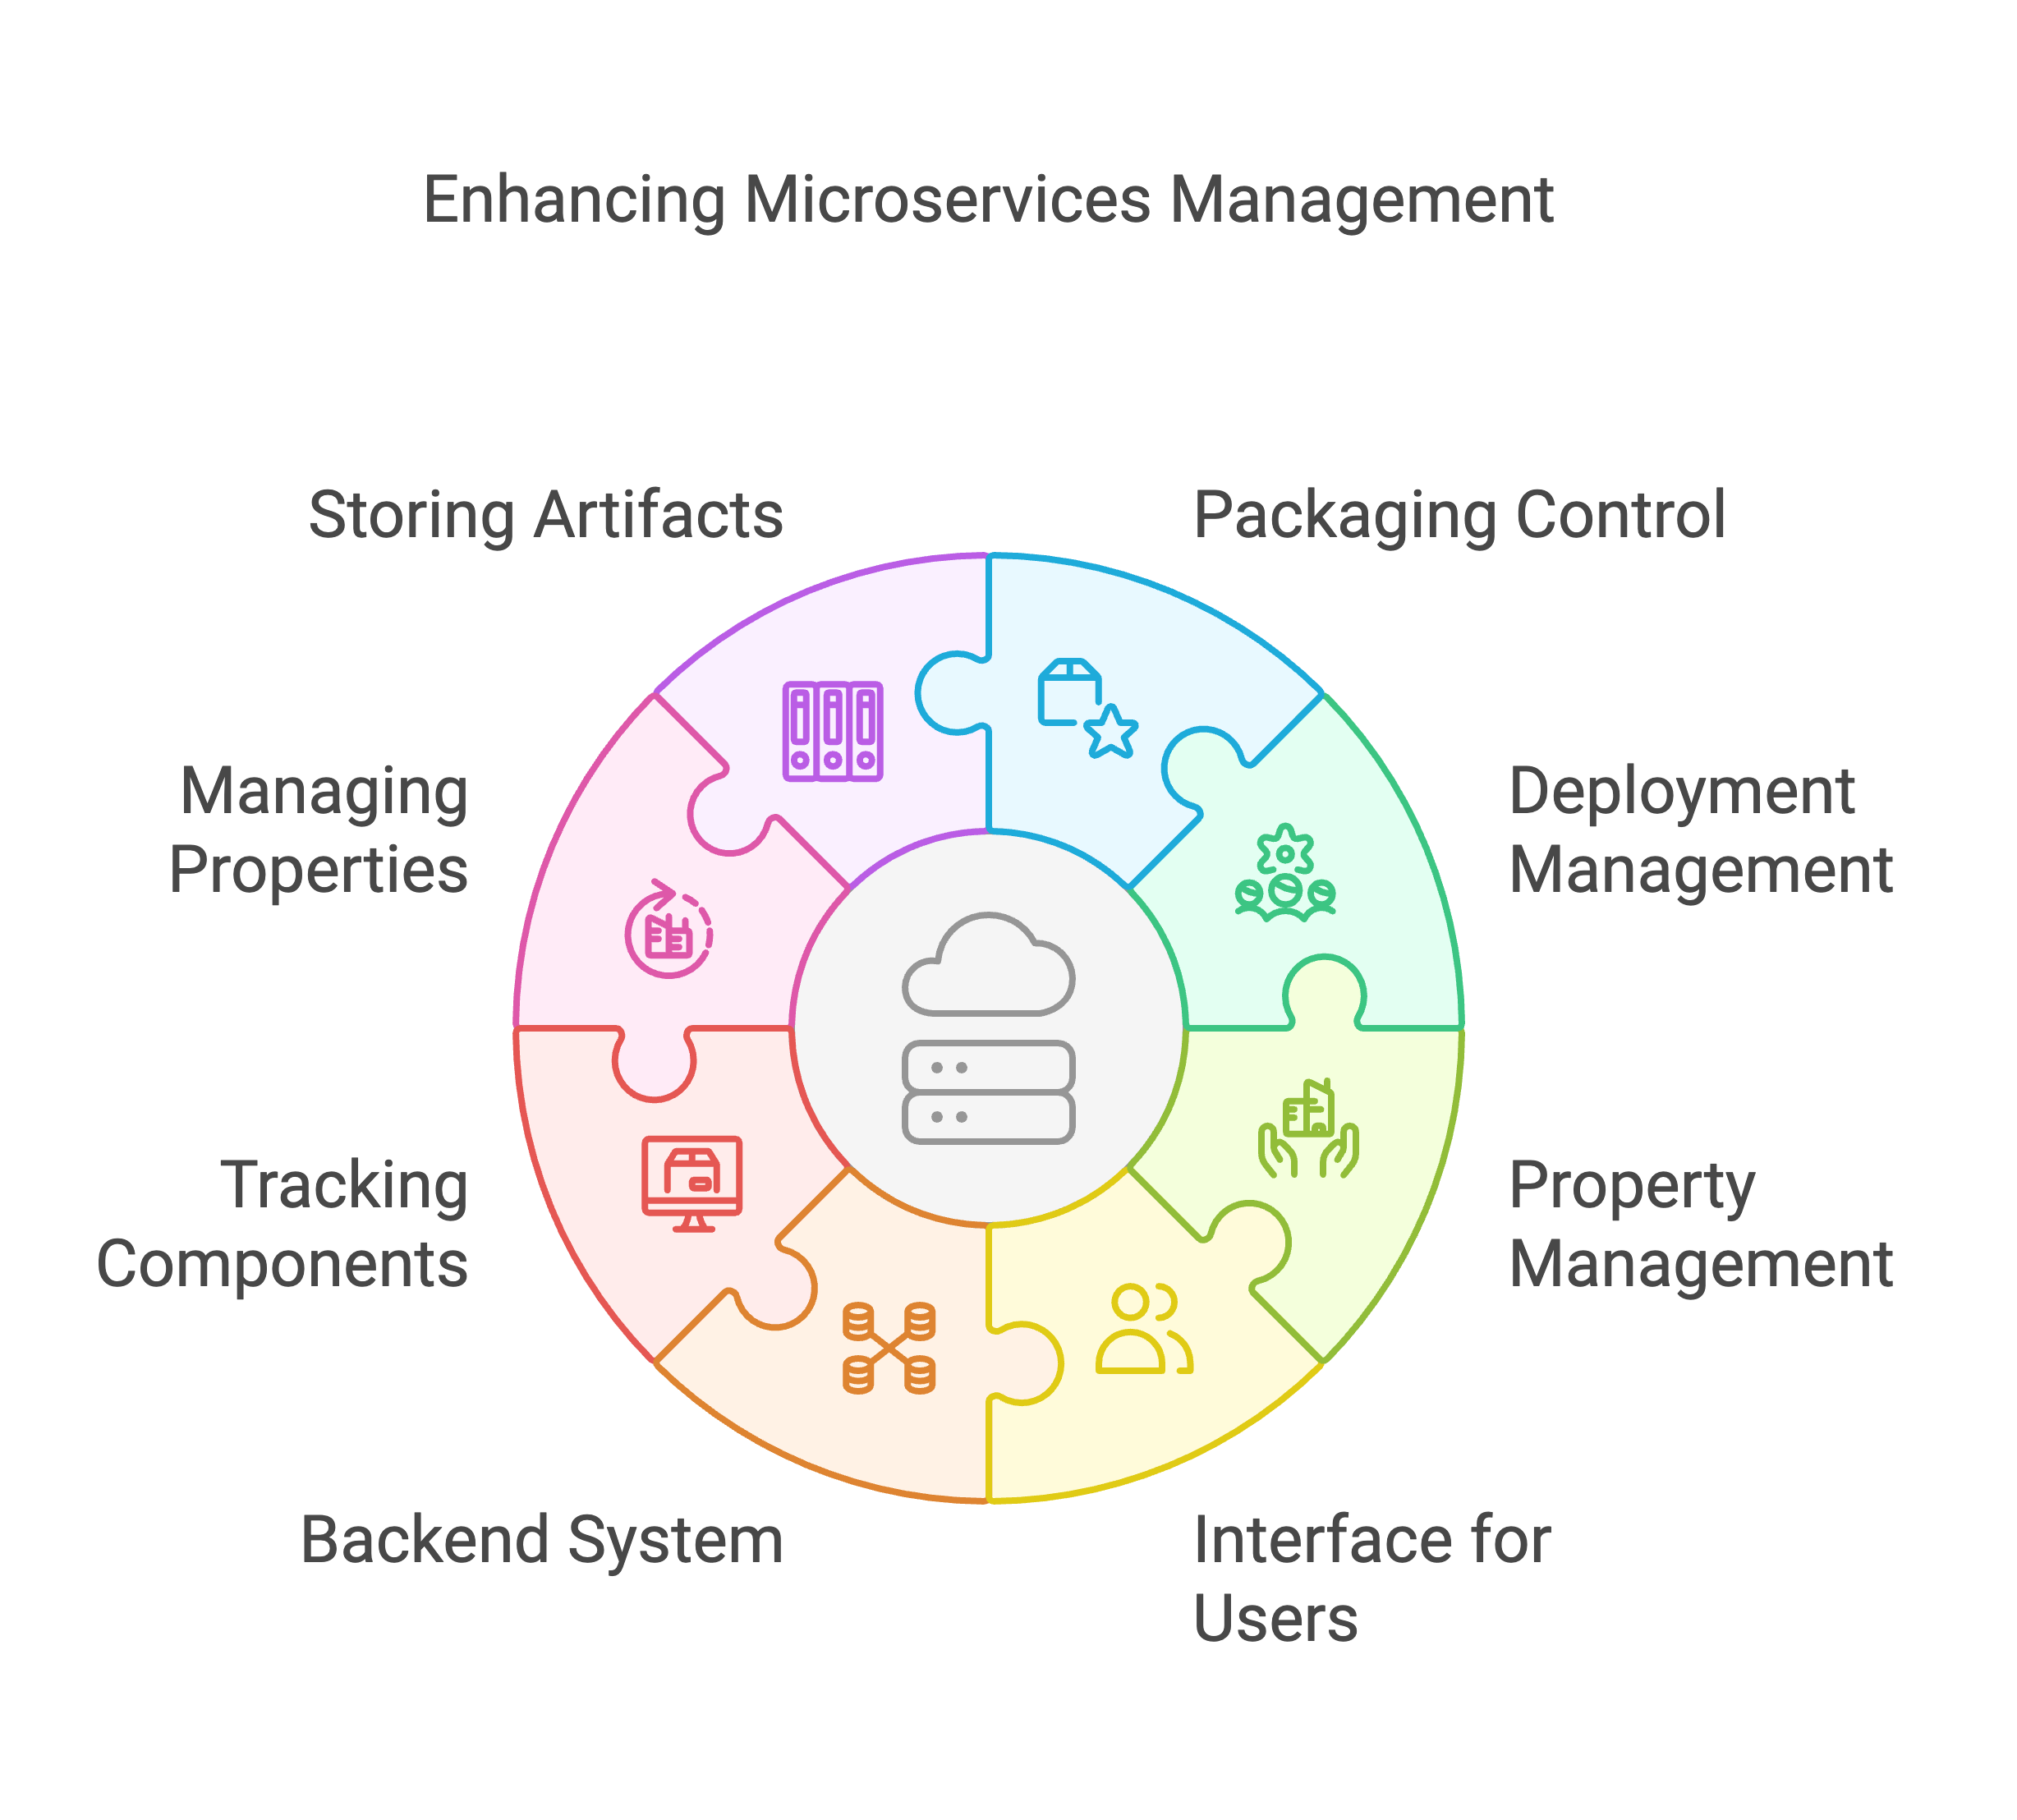 Enhancing Microservices Management
Storing Artifacts
Packaging Control
Managing
Properties
Deployment
Management
Tracking
Components
Property
Management
Backend System
Interface for
Users